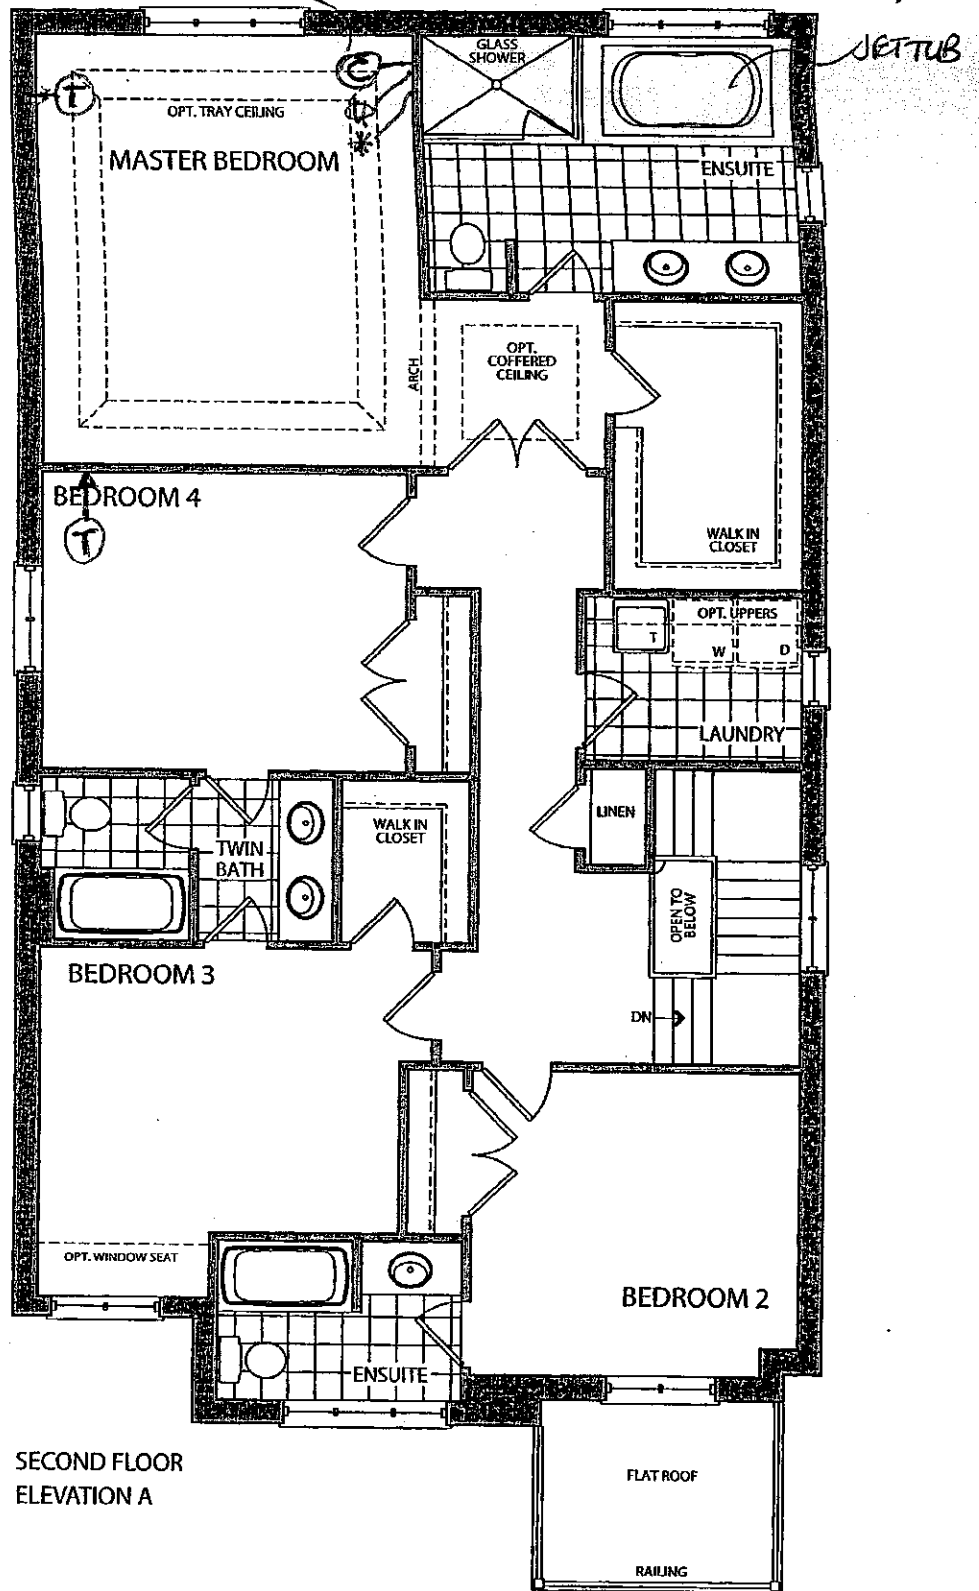 GLASS
SHOWER
JET TUB
T
C
OPT. TRAY CEILING
MASTER BEDROOM
ENSUITE
OPT.
COFFERED
CEILING
ARCH
BEDROOM 4
T
WALK IN
CLOSET
OPT. UPPERS
T
W
D
LAUNDRY
LINEN
WALK IN
CLOSET
TWIN
BATH
OPEN TO
BELOW
BEDROOM 3
DN
OPT. WINDOW SEAT
BEDROOM 2
ENSUITE
SECOND FLOOR
ELEVATION A
FLAT ROOF
RAILING